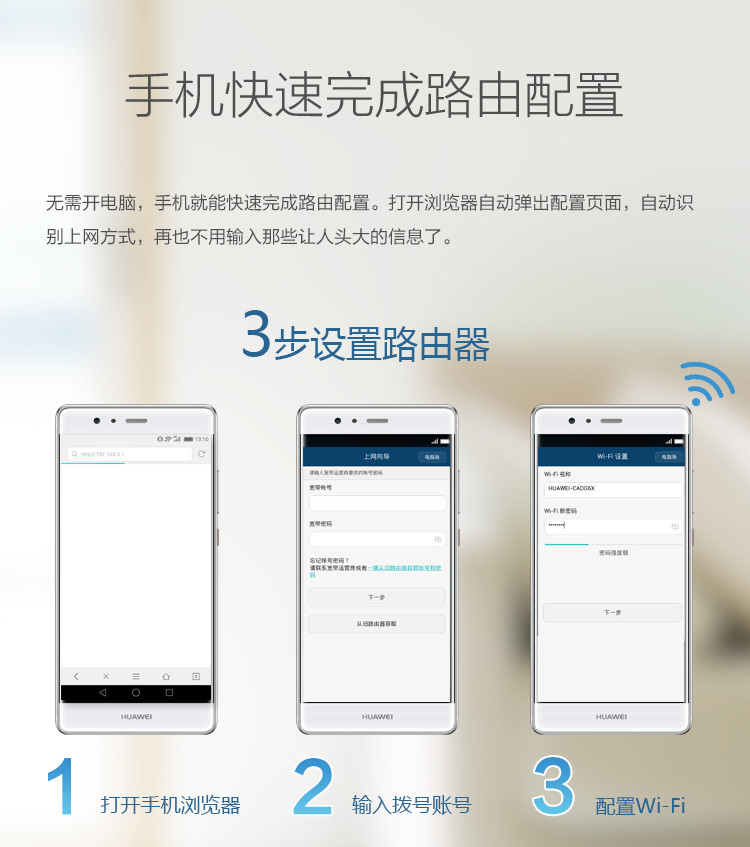 手机快速完成路由配置
无需开电脑，手机就能快速完成路由配置。打开浏览器自动弹出配置页面，自动识
别上网方式，再也不用输入那些让人头大的信息了。
3步设置路由器
13:10
http://192.168.3.1
HUAWEI
上网向导
电脑版
请输入宽带运营商提供的帐号密码
宽带帐号
宽带密码
忘记帐号密码？
请联系宽带运营商或者一键从旧路由器获取帐号和密
码
下一步
从旧路由器获取
HUAWEI
Wi-Fi 设置
电脑版
Wi-Fi 名称
HUAWEI-CADG6X
Wi-Fi 新密码
密码强度弱
下一步
HUAWEI
1 打开手机浏览器
2 输入拨号账号
3 配置Wi-Fi